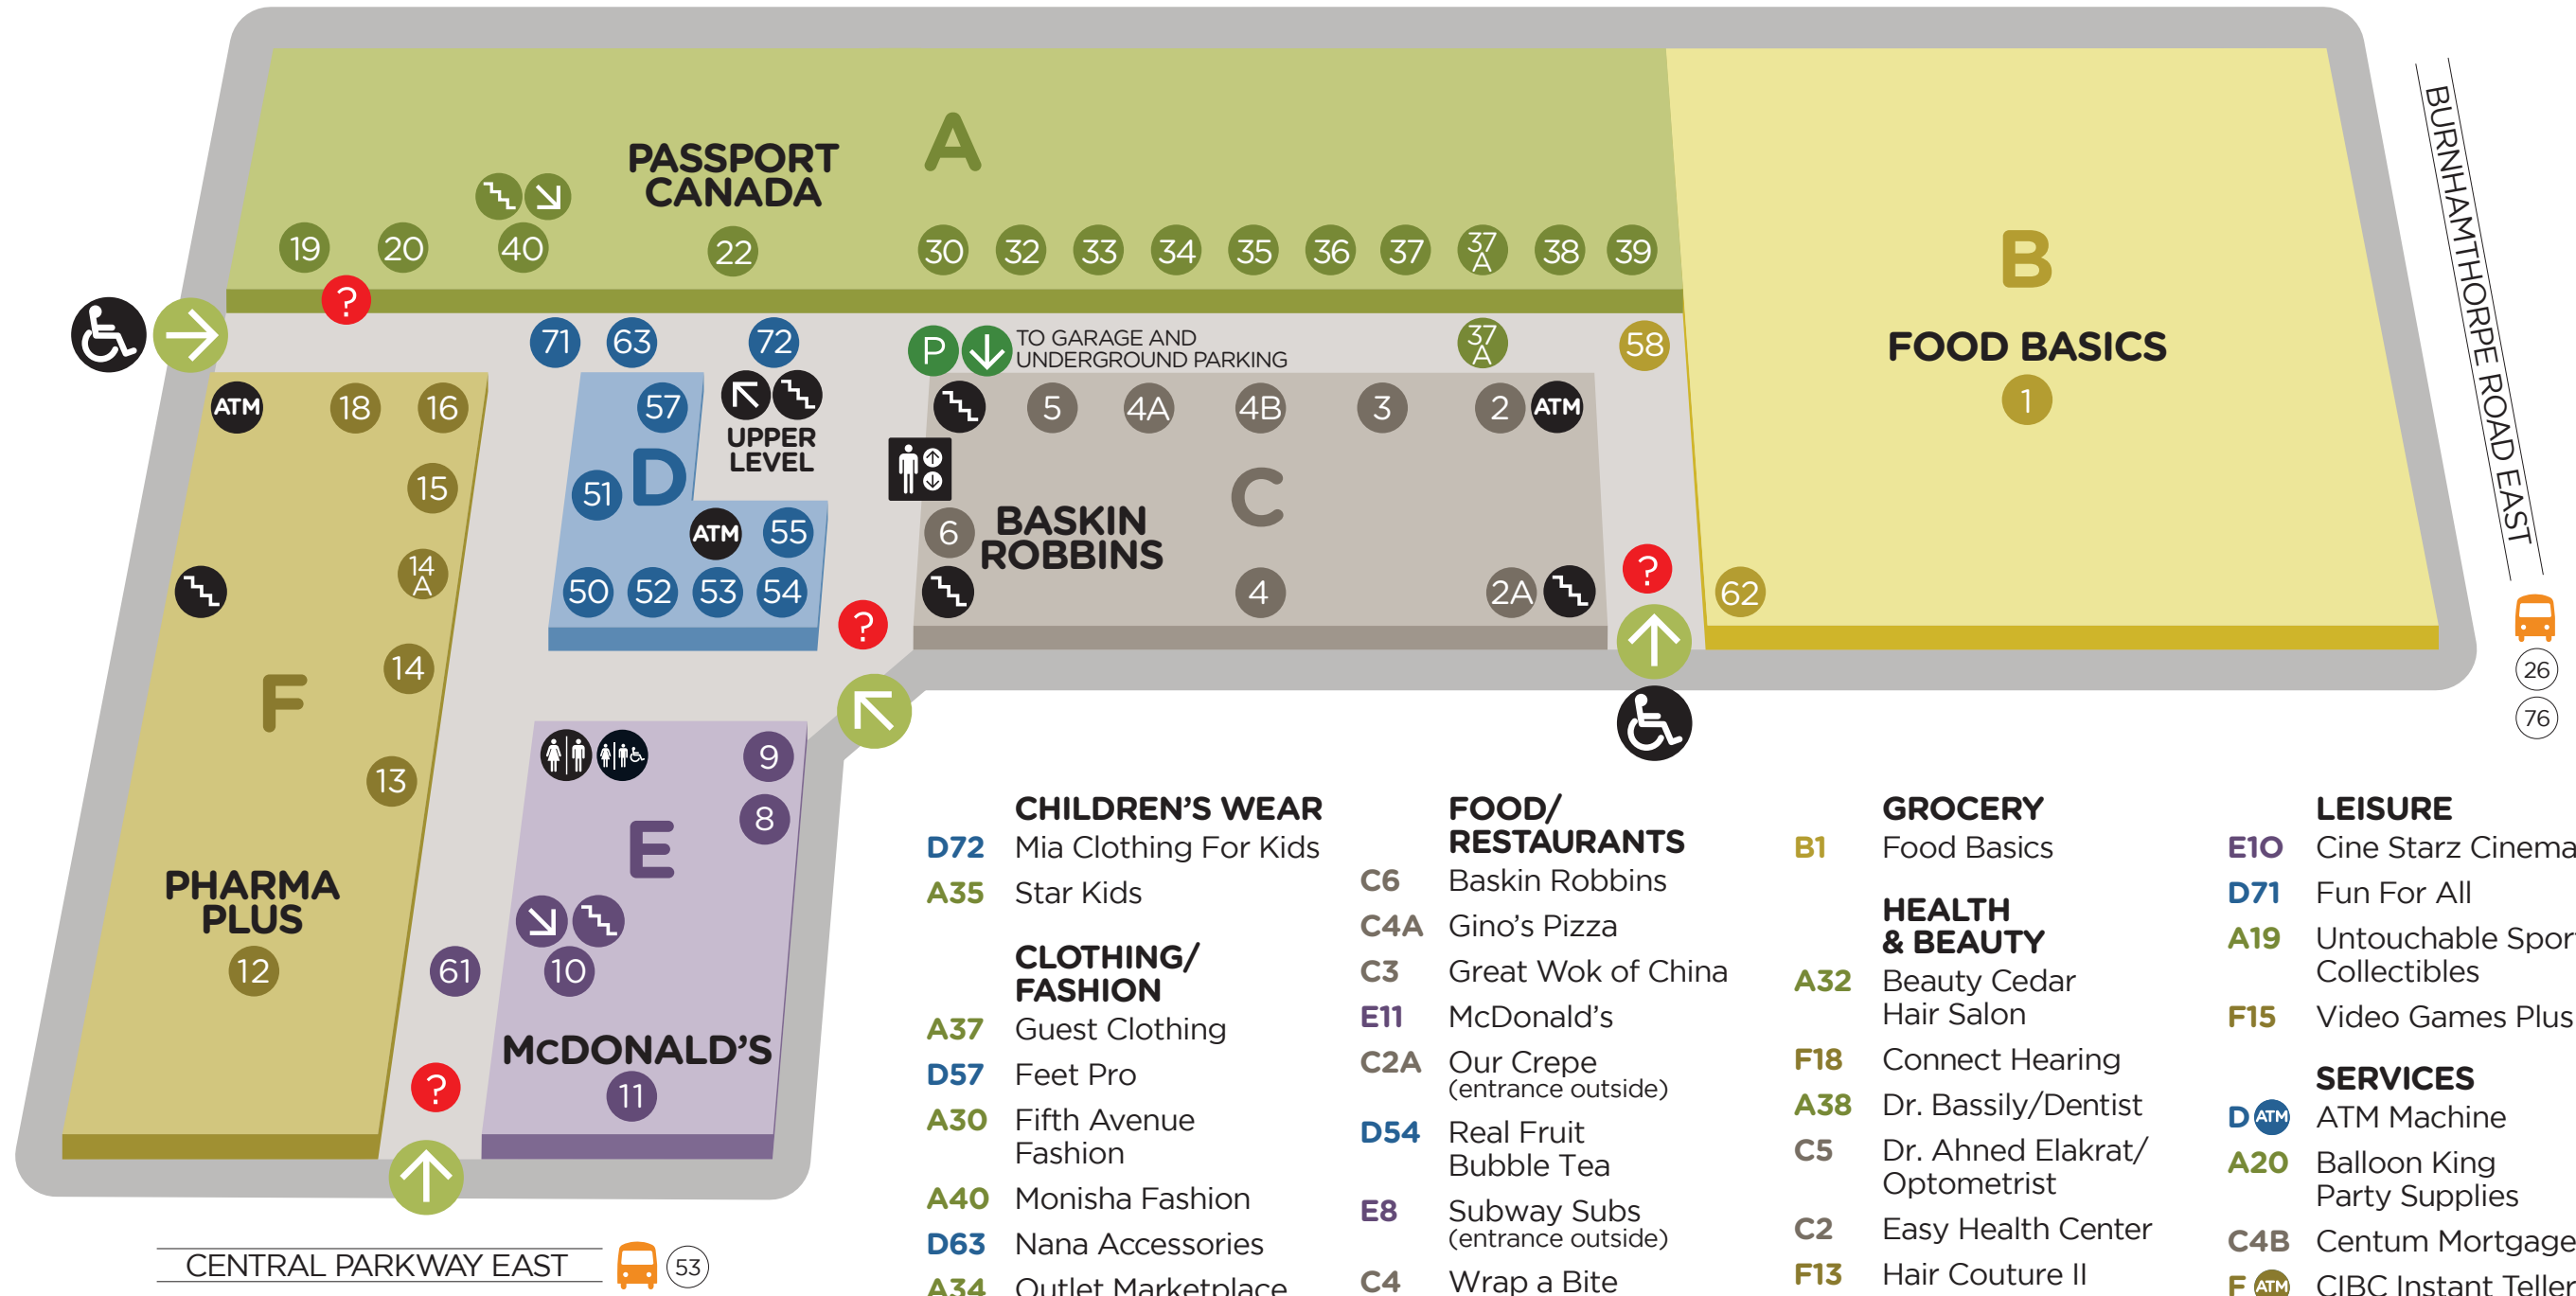 A
PASSPORT
CANADA
19
20
40
22
30
32
33
34
35
36
37
37
A
38
39
B
FOOD BASICS
1
BURNHAMTHORPE ROAD EAST
?
71
63
72
P
TO GARAGE AND
UNDERGROUND PARKING
37
A
58
ATM
18
16
57
UPPER
LEVEL
5
4A
4B
3
2
ATM
15
51
D
C
ATM
55
6
BASKIN
ROBBINS
14
A
50
52
53
54
4
2A
?
62
?
26
76
14
F
13
9
8
E
PHARMA
PLUS
12
61
10
McDONALD'S
11
?
CENTRAL PARKWAY EAST
53
CHILDREN'S WEAR
D72 Mia Clothing For Kids
A35 Star Kids
CLOTHING/
FASHION
A37 Guest Clothing
D57 Feet Pro
A30 Fifth Avenue
Fashion
A40 Monisha Fashion
D63 Nana Accessories
A34 Outlet Marketplace
FOOD/
RESTAURANTS
C6 Baskin Robbins
C4A Gino's Pizza
C3 Great Wok of China
E11 McDonald's
C2A Our Crepe
(entrance outside)
D54 Real Fruit
Bubble Tea
E8 Subway Subs
(entrance outside)
C4 Wrap a Bite
GROCERY
B1 Food Basics
HEALTH
& BEAUTY
A32 Beauty Cedar
Hair Salon
F18 Connect Hearing
A38 Dr. Bassily/Dentist
C5 Dr. Ahned Elakrat/
Optometrist
C2 Easy Health Center
F13 Hair Couture II
LEISURE
E10 Cine Starz Cinema
D71 Fun For All
A19 Untouchable Spor
Collectibles
F15 Video Games Plus
SERVICES
D ATM ATM Machine
A20 Balloon King
Party Supplies
C4B Centum Mortgage
F ATM CIBC Instant Teller